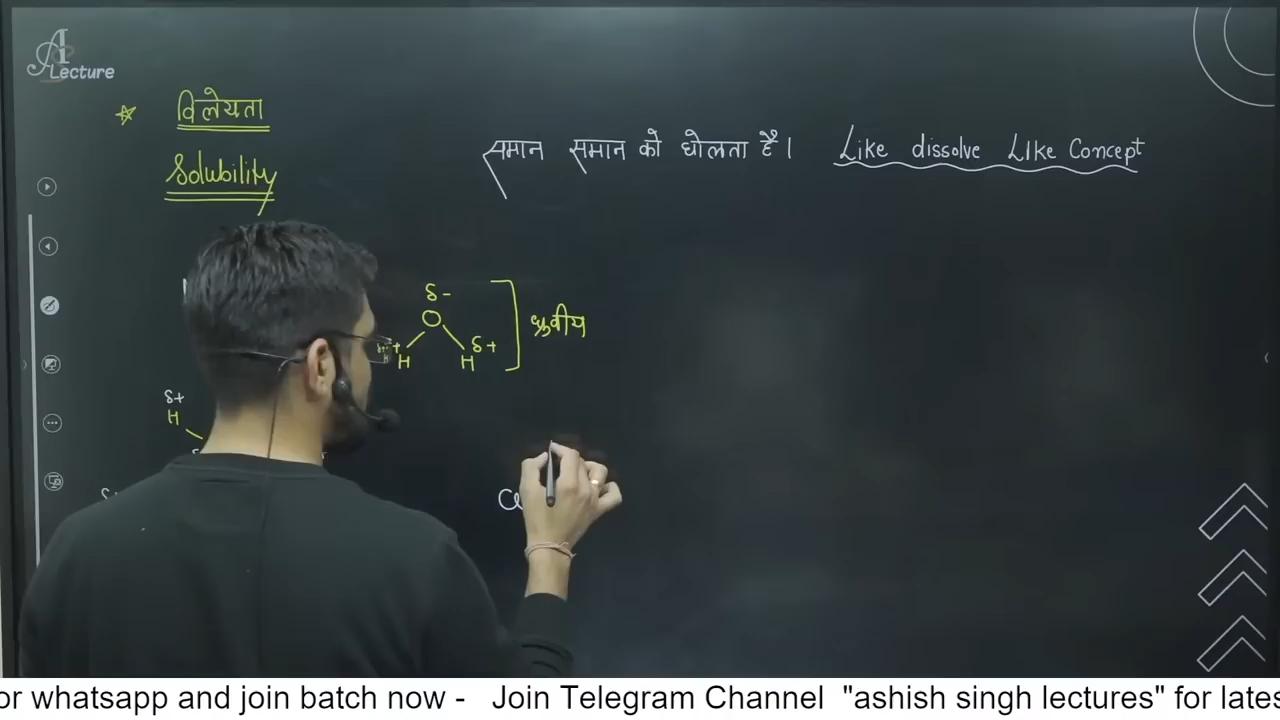 A
Lecture
विलेयता
Solubility
समान समान को घोलता है। Like dissolve LIke Concept
δ-
O
δ+
H
H
ध्रुवीय
δ+
H
or whatsapp and join batch now - Join Telegram Channel "ashish singh lectures" for lates